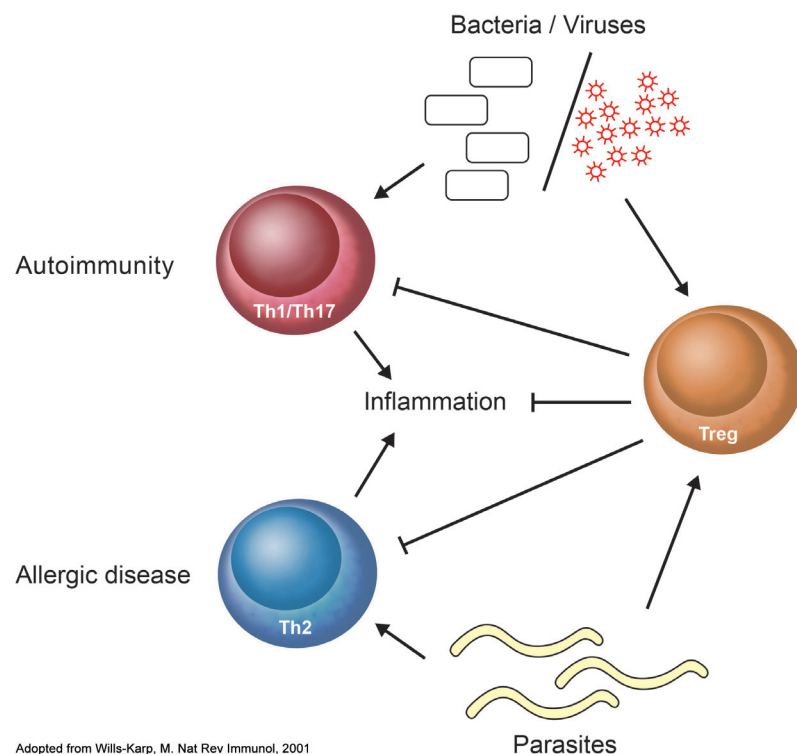 Bacteria / Viruses
Autoimmunity
Th1/Th17
Inflammation
Treg
Allergic disease
Th2
Parasites
Adopted from Wills-Karp, M. Nat Rev Immunol, 2001